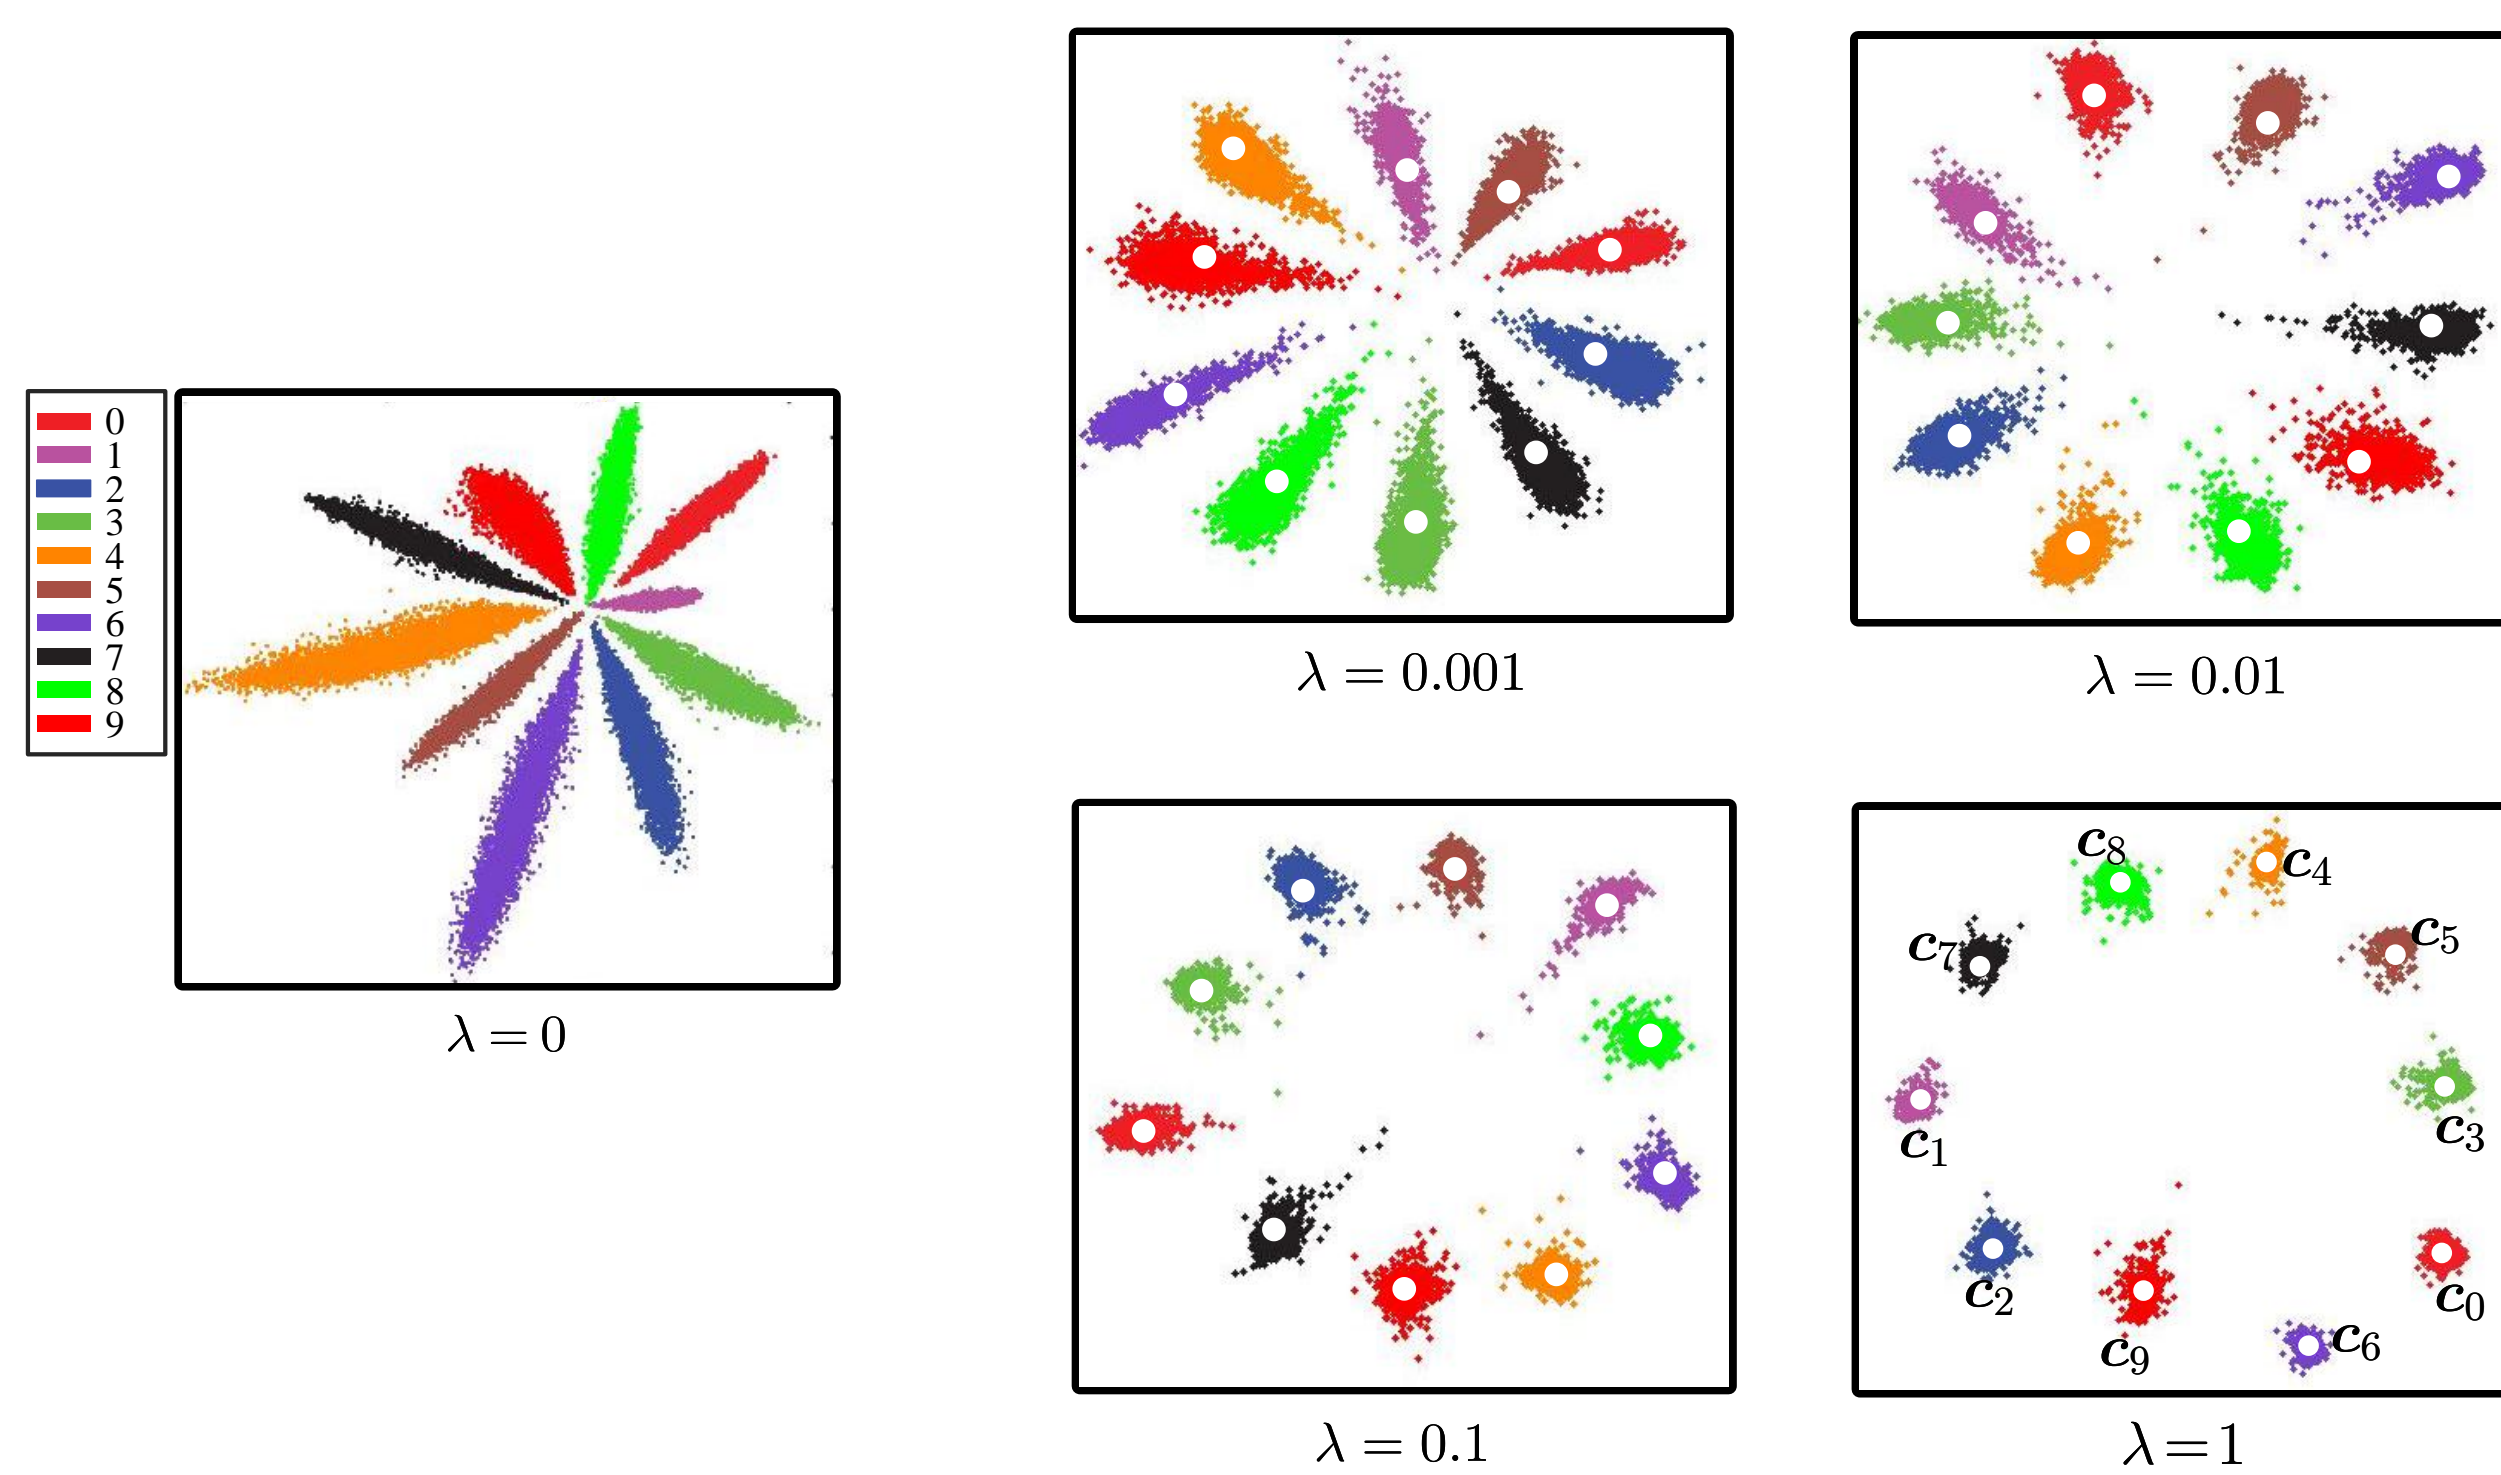 0
1
2
3
4
5
6
7
8
9
λ = 0
λ = 0.001
λ = 0.01
λ = 0.1
c₈
c₄
c₇
c₅
c₁
c₃
c₂
c₀
c₉
c₆
λ = 1